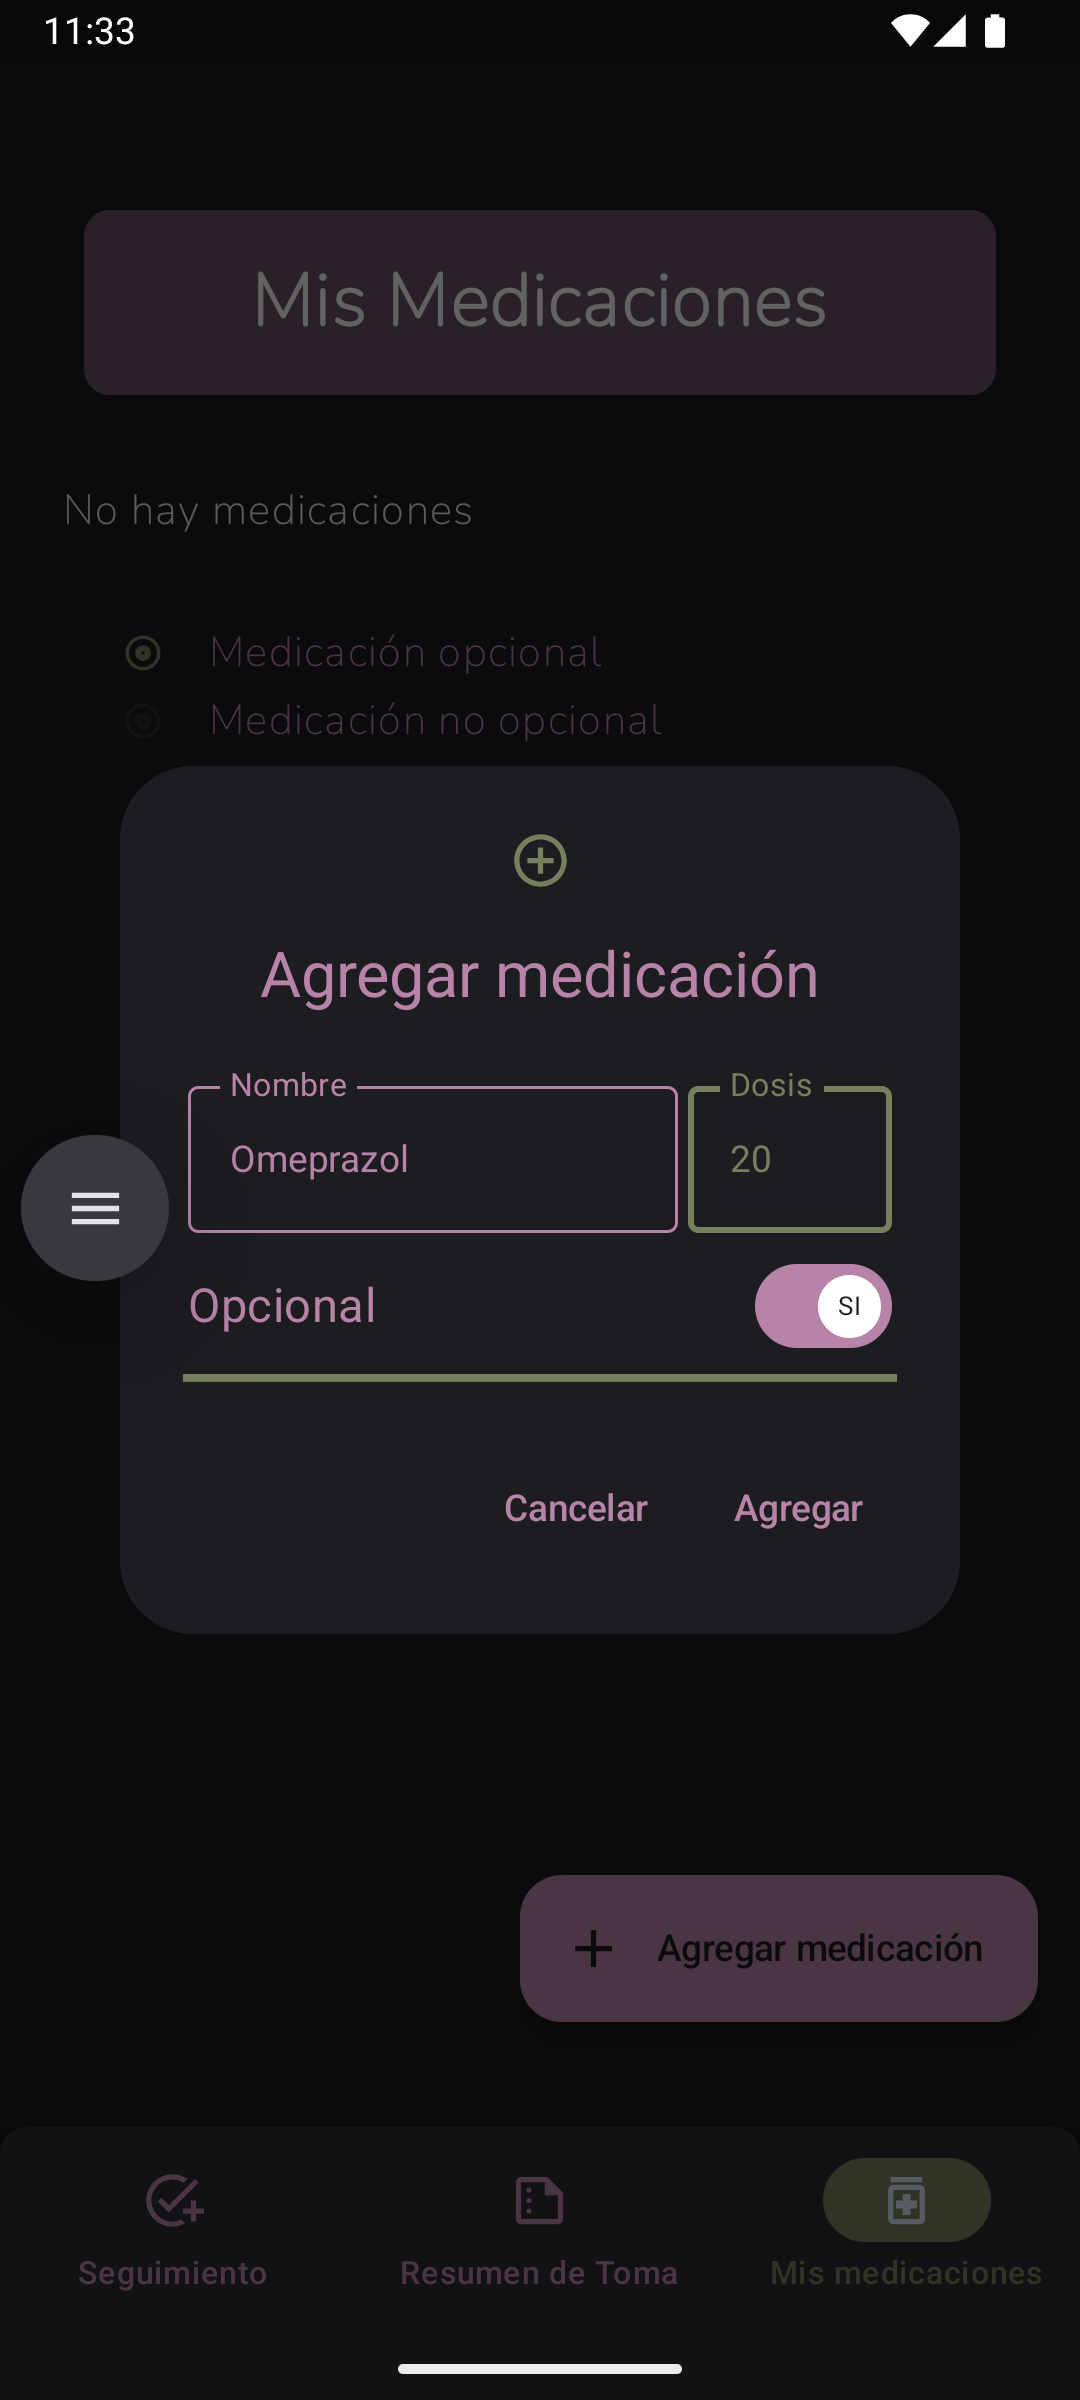 11:33
Mis Medicaciones
No hay medicaciones
Medicación opcional
Medicación no opcional
Agregar medicación
Nombre
Dosis
Omeprazol
20
Opcional
SI
Cancelar
Agregar
Agregar medicación
Seguimiento
Resumen de Toma
Mis medicaciones